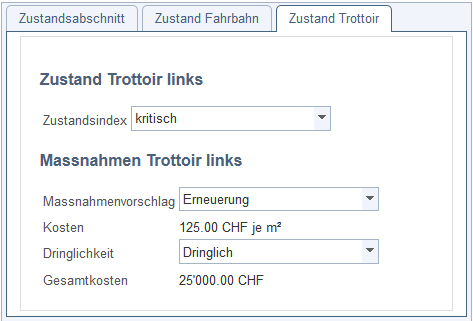 Zustandsabschnitt Zustand Fahrbahn Zustand Trottoir
Zustand Trottoir links
Zustandsindex kritisch
Massnahmen Trottoir links
Massnahmenvorschlag Erneuerung
Kosten 125.00 CHF je m²
Dringlichkeit Dringlich
Gesamtkosten 25'000.00 CHF